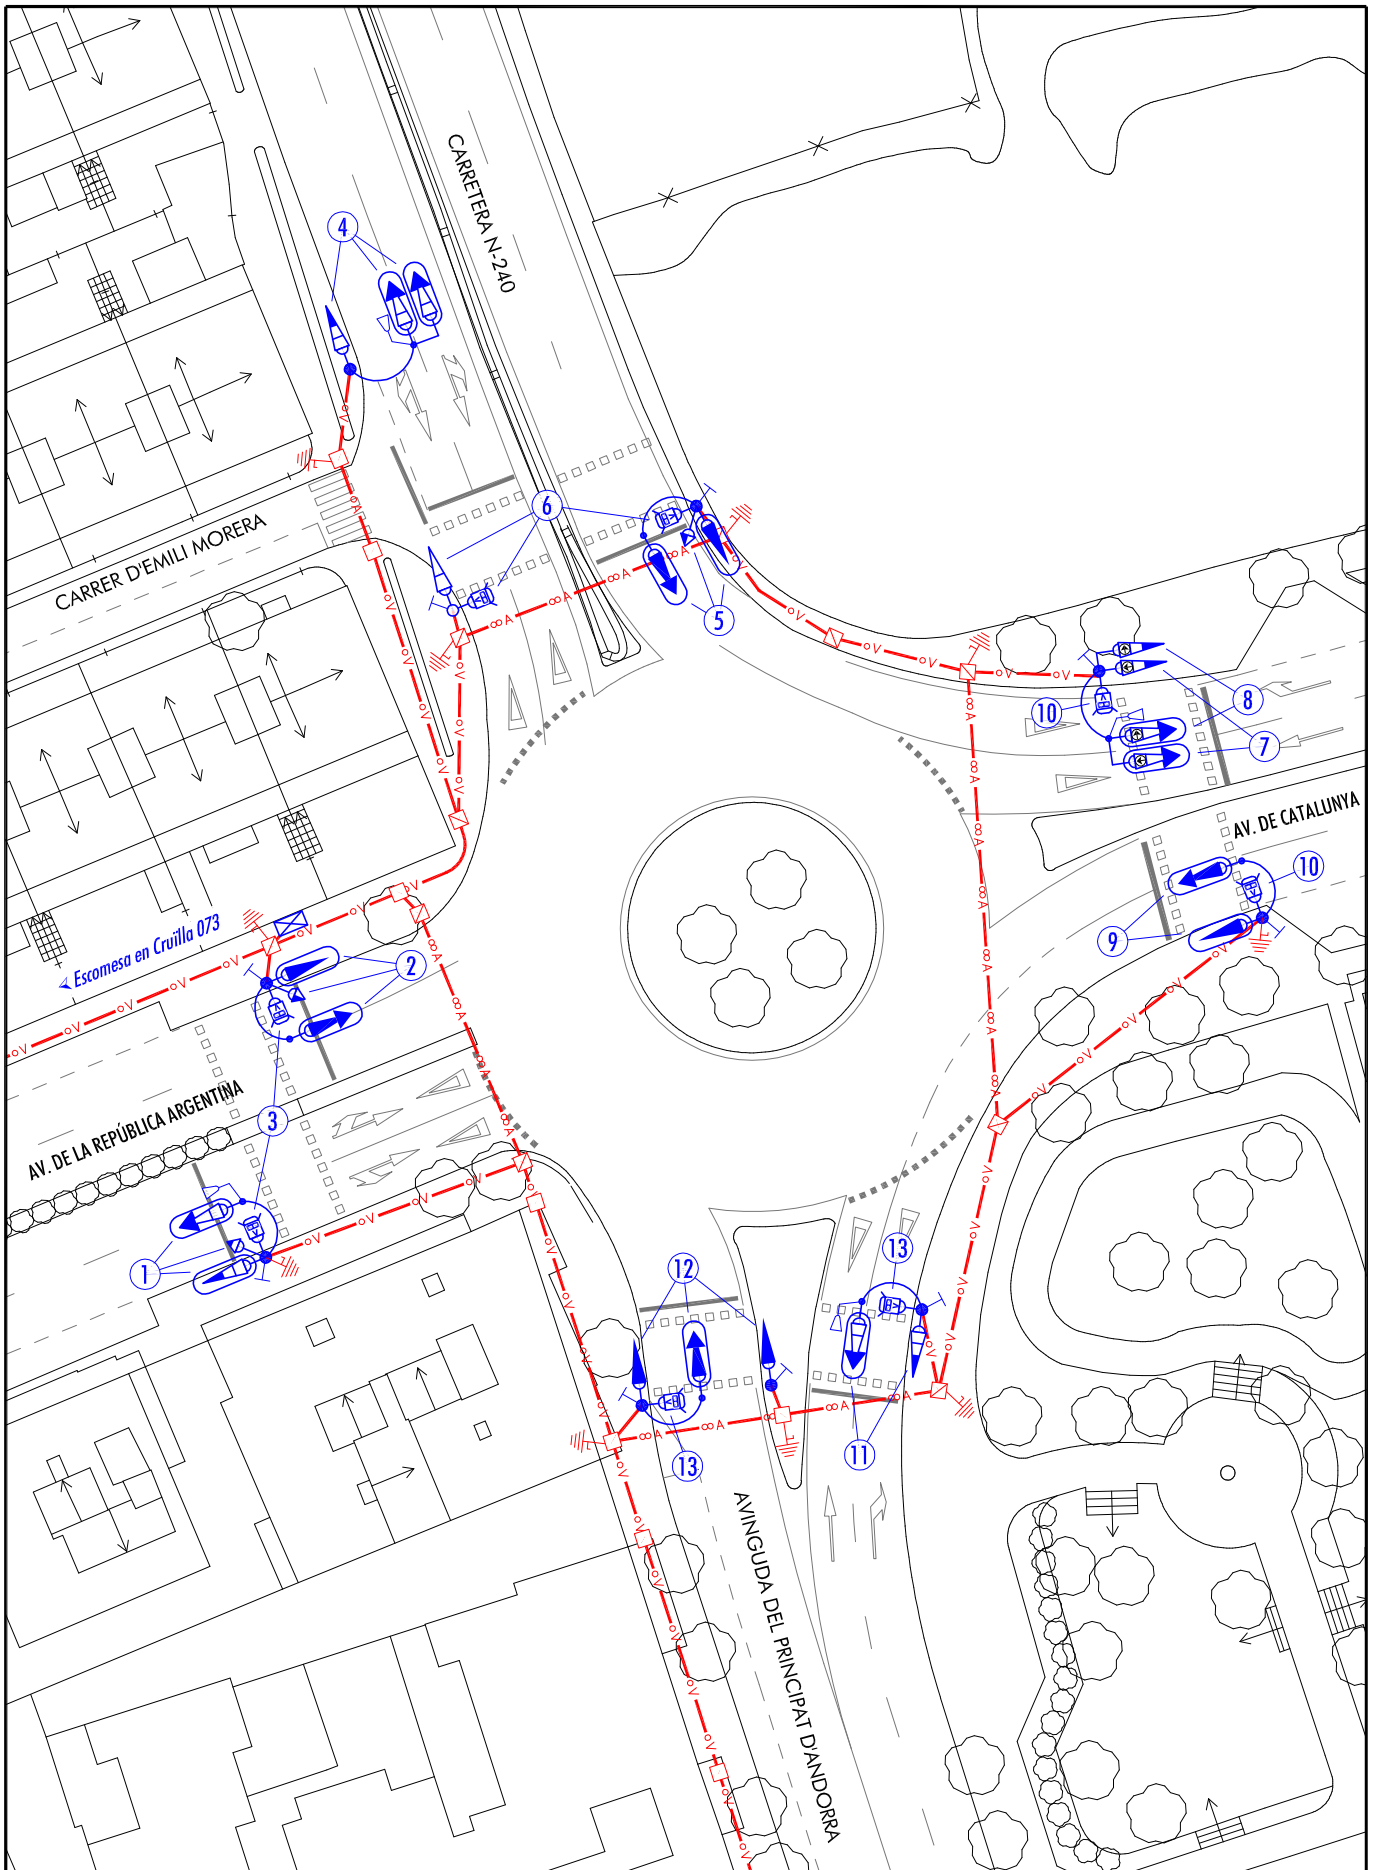 CARRETERA N-240
4
6
CARRER D'EMILI MORERA
5
8
10
7
AV. DE CATALUNYA
10
9
Escomesa en Cruïlla 073
2
AV. DE LA REPÚBLICA ARGENTINA
3
1
13
12
11
13
AVINGUDA DEL PRINCIPAT D'ANDORRA